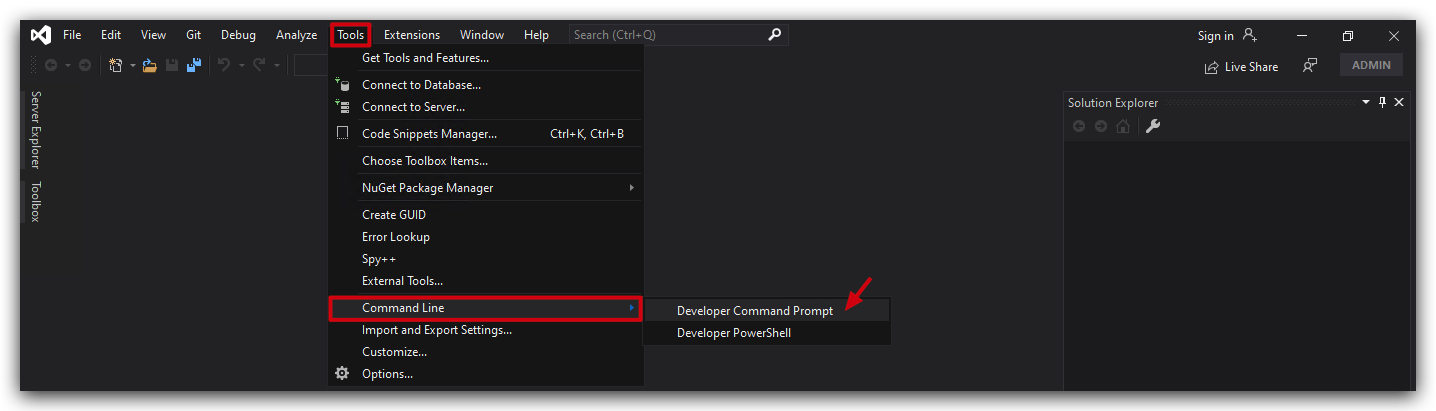 File Edit View Git Debug Analyze Tools Extensions Window Help Search (Ctrl+Q) Sign in
Live Share ADMIN
Server Explorer
Toolbox
Get Tools and Features...
Connect to Database...
Connect to Server...
Code Snippets Manager... Ctrl+K, Ctrl+B
Choose Toolbox Items...
NuGet Package Manager
Create GUID
Error Lookup
Spy++
External Tools...
Command Line
Import and Export Settings...
Customize...
Options...
Developer Command Prompt
Developer PowerShell
Solution Explorer